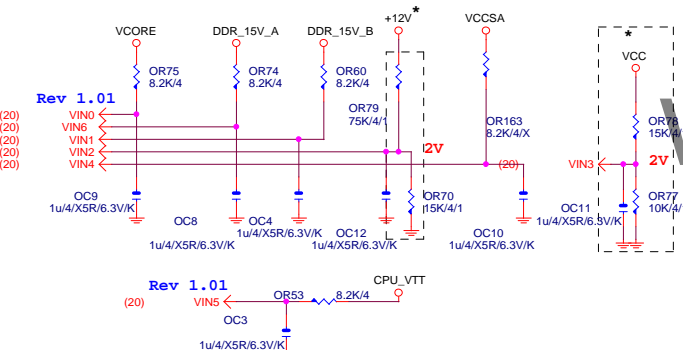 VCORE
DDR_15V_A
DDR_15V_B
+12V*
VCCSA
*
VCC
OR75
8.2K/4
OR74
8.2K/4
OR60
8.2K/4
OR79
75K/4/1
OR163
8.2K/4/X
OR78
15K/4/
Rev 1.01
(20) VIN0
(20) VIN6
(20) VIN1
(20) VIN2
2V
(20) VIN4
(20) VIN3
2V
OC9
1u/4/X5R/6.3V/K
OC8
1u/4/X5R/6.3V/K
OC4
1u/4/X5R/6.3V/K
OC12
1u/4/X5R/6.3V/K
OR70
15K/4/1
OC10
1u/4/X5R/6.3V/K
OC11
1u/4/X5R/6.3V/K
OR77
10K/4/
Rev 1.01
(20) VIN5
OR53
8.2K/4
CPU_VTT
OC3
1u/4/X5R/6.3V/K